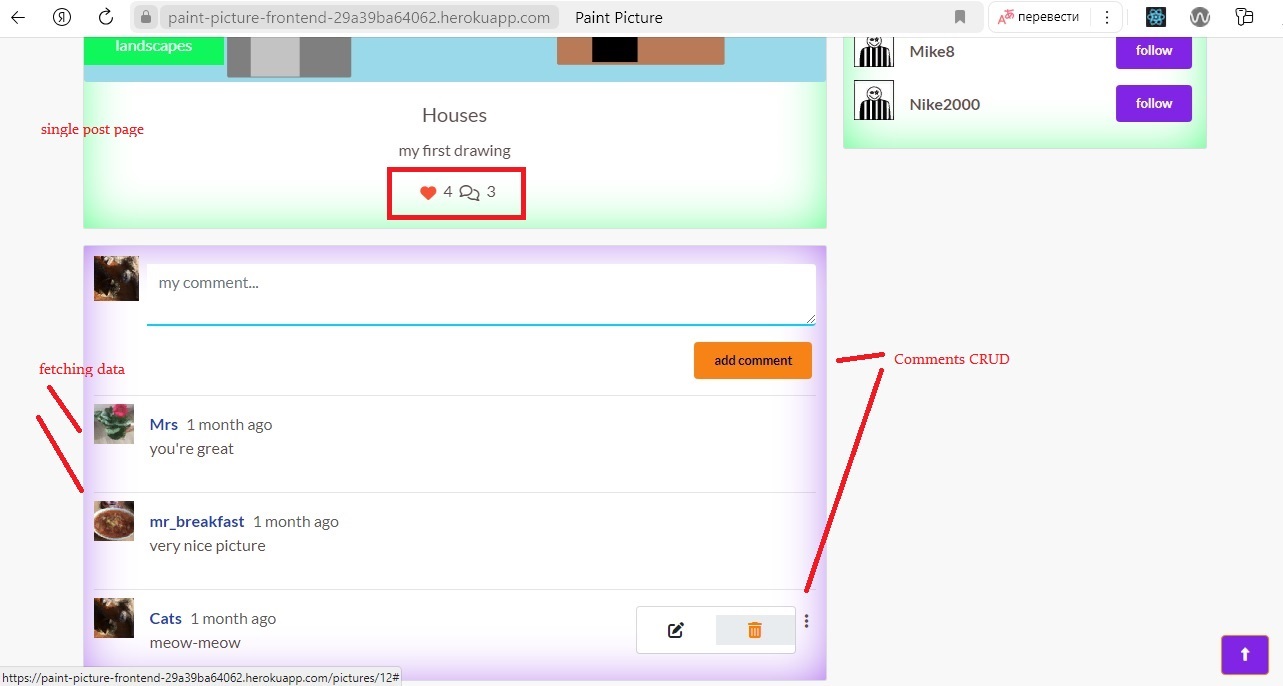 paint-picture-frontend-29a39ba64062.herokuapp.com Paint Picture
перевести
landscapes
Mike8 follow
Nike2000 follow
single post page
Houses
my first drawing
4 3
my comment...
add comment
Comments CRUD
fetching data
Mrs 1 month ago
you're great
mr_breakfast 1 month ago
very nice picture
Cats 1 month ago
meow-meow
https://paint-picture-frontend-29a39ba64062.herokuapp.com/pictures/12#